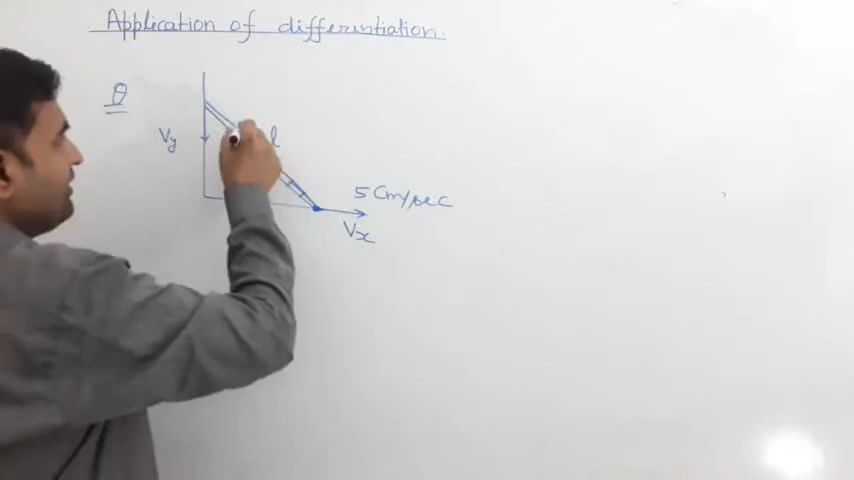 Application of differentiation.
Q
Vy
l
5 Cm/sec
Vx